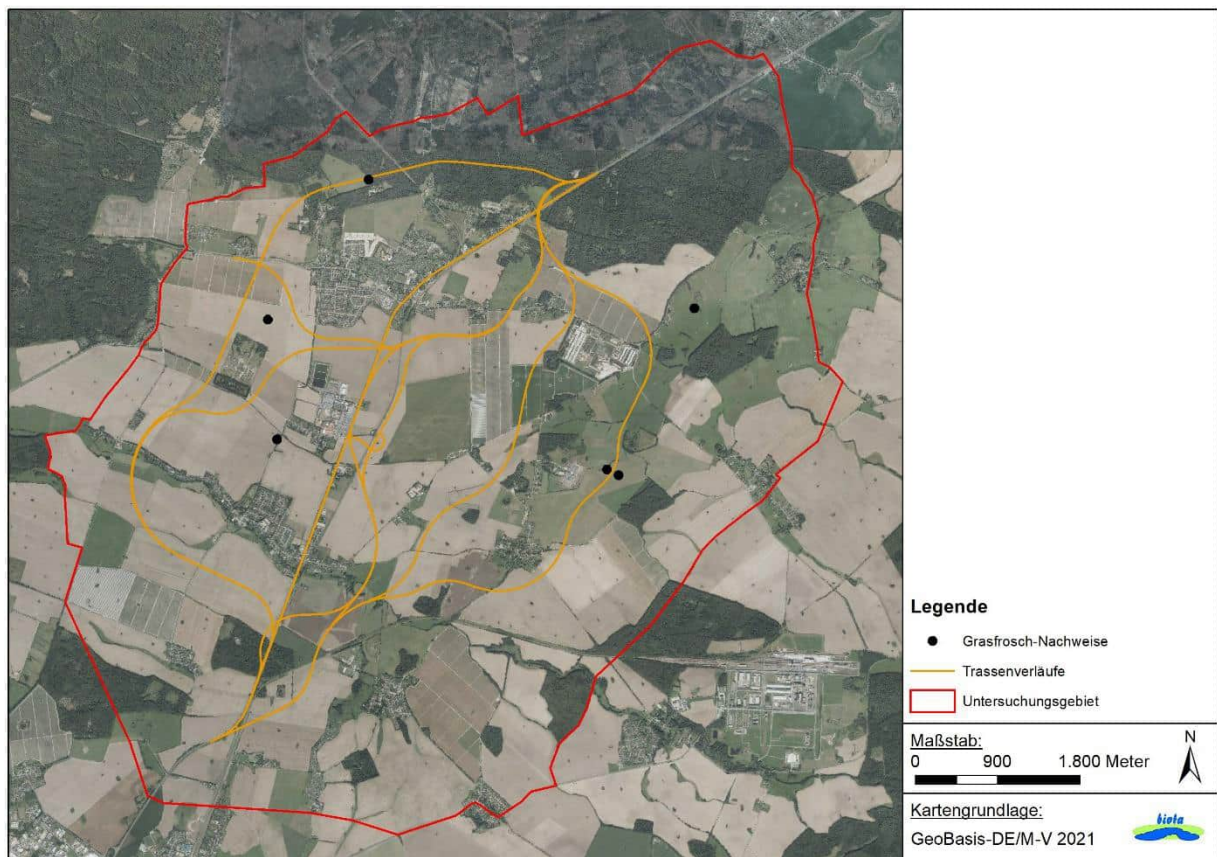 Legende
Grasfrosch-Nachweise
Trassenverläufe
Untersuchungsgebiet
Maßstab:
0 900 1.800 Meter
N
Kartengrundlage:
GeoBasis-DE/M-V 2021
biota